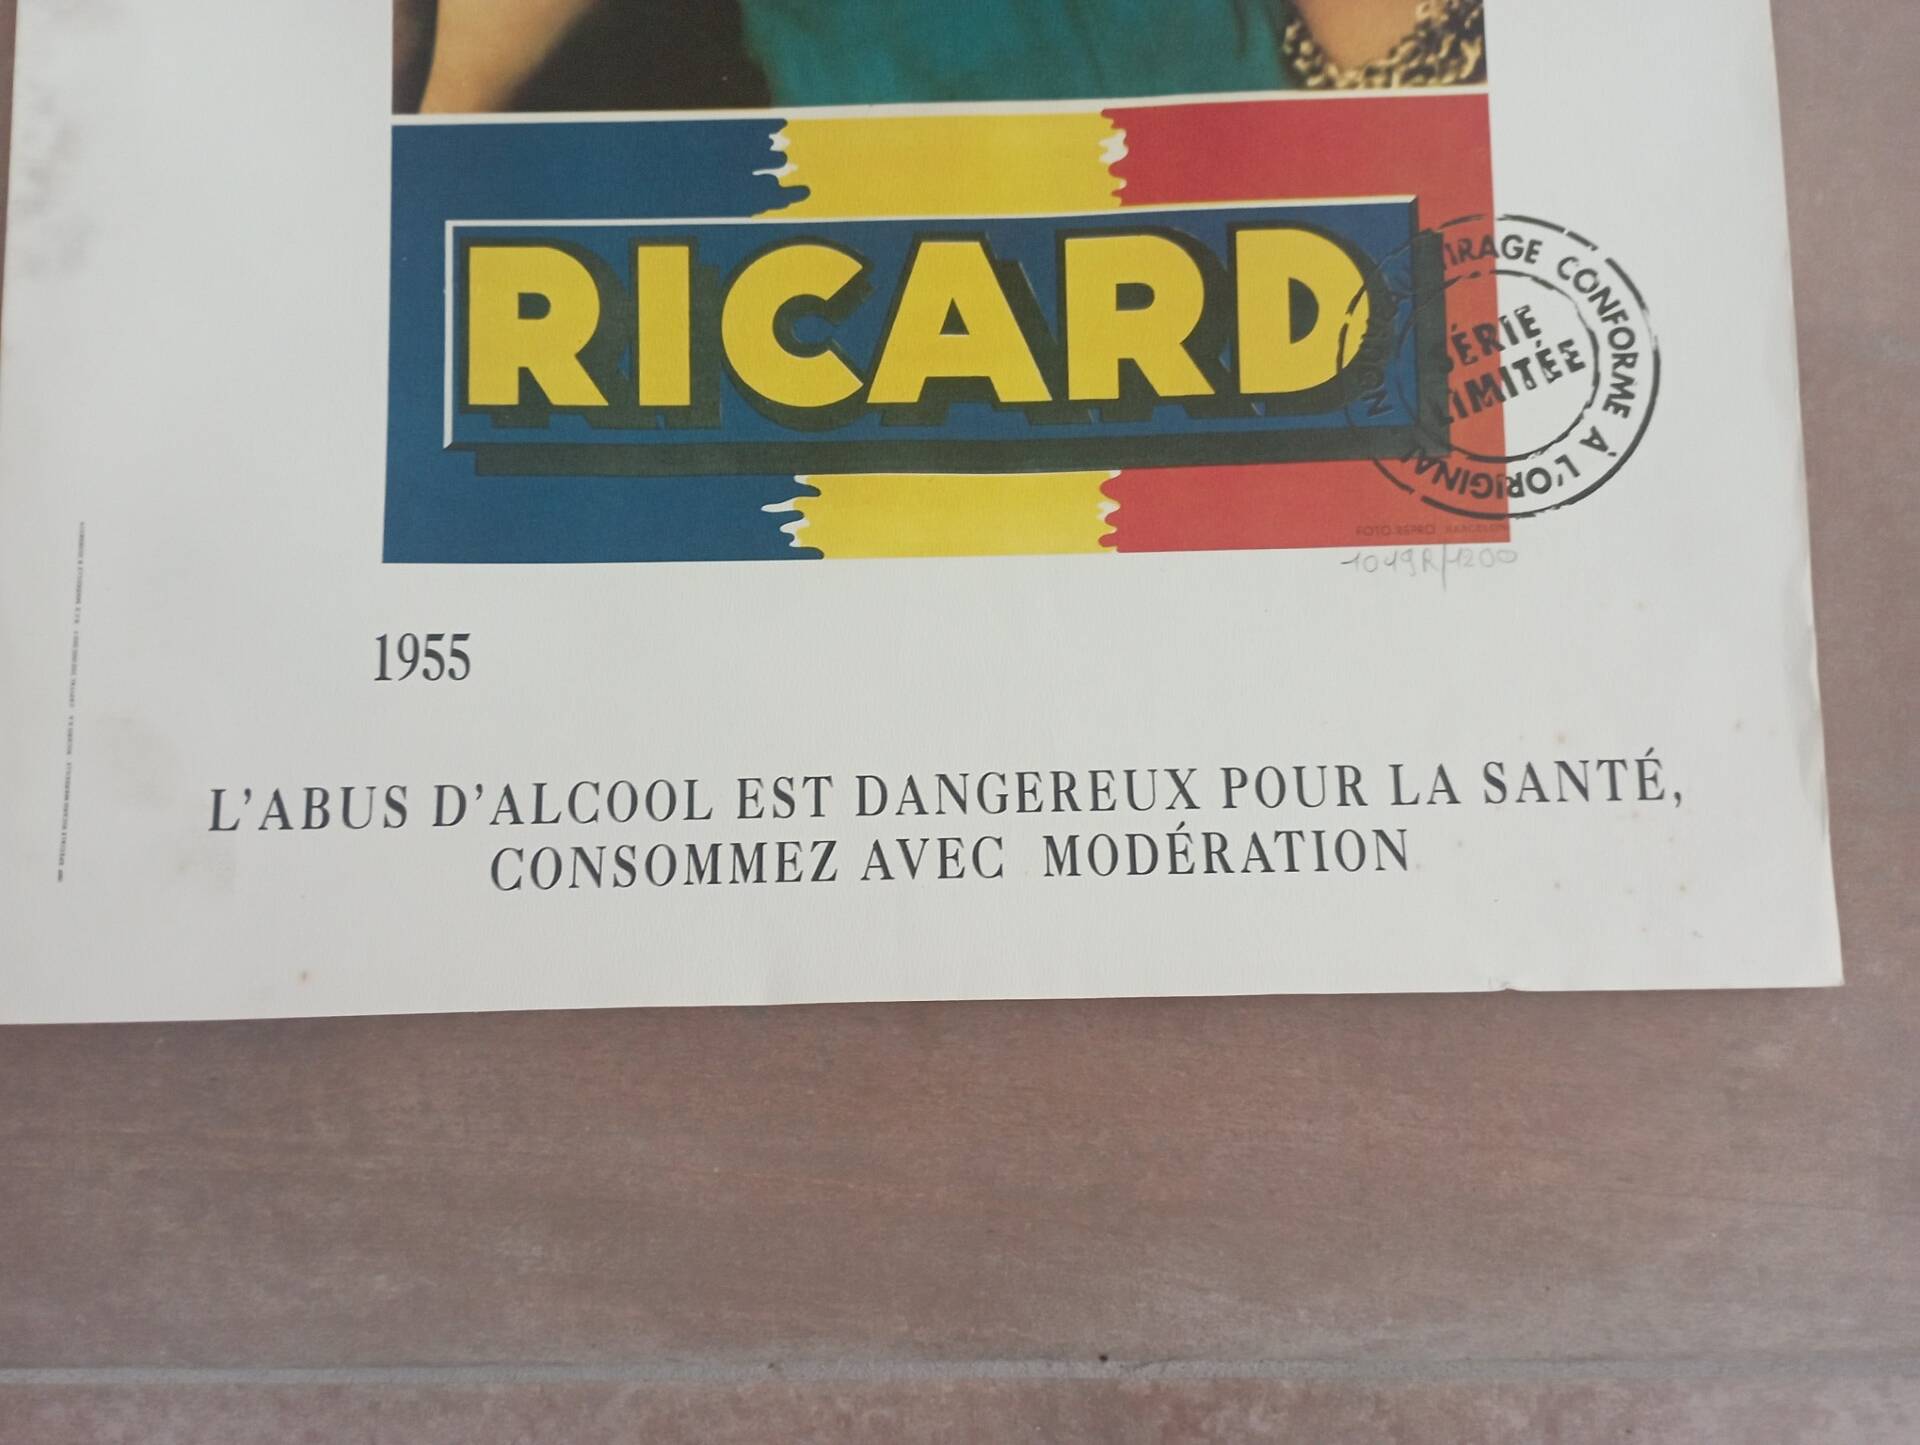 RICARD
TIRAGE CONFORME À L'ORIGINAL
SÉRIE
LIMITÉE
FOTO-REPRO BARCELONA
1049R/1200
1955
L'ABUS D'ALCOOL EST DANGEREUX POUR LA SANTÉ,
CONSOMMEZ AVEC MODÉRATION